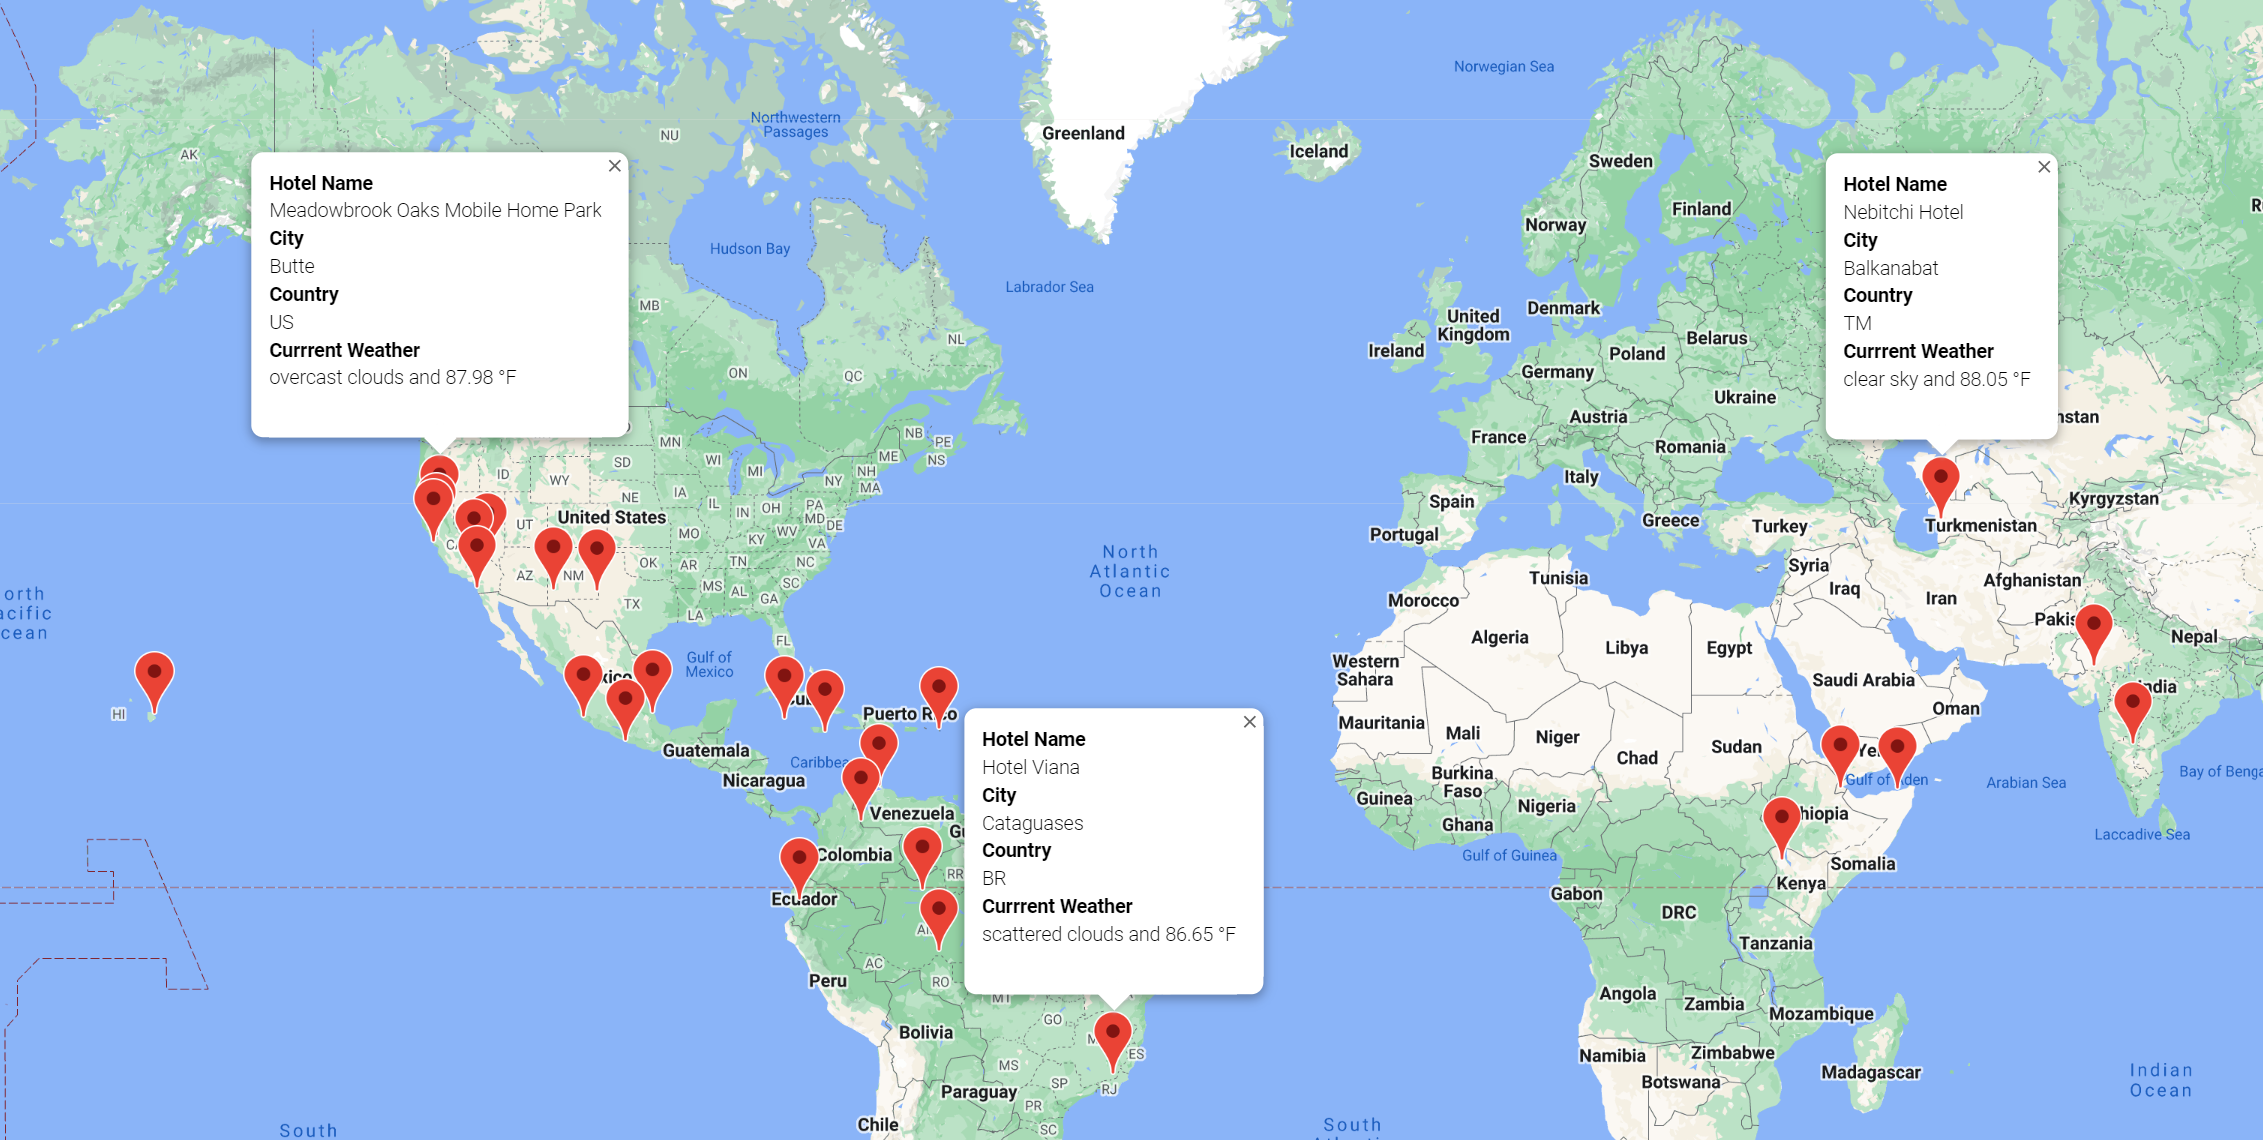 Hotel Name
Meadowbrook Oaks Mobile Home Park
City
Butte
Country
US
Currrent Weather
overcast clouds and 87.98 °F
Hotel Name
Nebitchi Hotel
City
Balkanabat
Country
TM
Currrent Weather
clear sky and 88.05 °F
Hotel Name
Hotel Viana
City
Cataguases
Country
BR
Currrent Weather
scattered clouds and 86.65 °F
Norwegian Sea
Northwestern
Passages
NU
AK
Greenland
Iceland
Sweden
Finland
Norway
Hudson Bay
Labrador Sea
MB
NL
ON
QC
Denmark
United
Kingdom
Ireland
Poland
Belarus
Germany
Ukraine
Austria
France
Romania
Italy
Spain
Portugal
Greece
Turkey
Kyrgyzstan
Turkmenistan
NB
PE
NS
ME
NH
MA
NY
MN
WI
MI
SD
ID
WY
NE
IA
IL
IN
OH
PA
MD
DE
WV
VA
UT
United States
MO
KY
OK
AR
TN
NC
SC
MS
AL
GA
AZ
NM
TX
LA
FL
North
Atlantic
Ocean
Gulf of
Mexico
HI
Puerto Rico
Guatemala
Nicaragua
Venezuela
Colombia
Ecuador
RR
AC
RO
MT
Peru
Bolivia
GO
ES
MS
SP
RJ
Paraguay
PR
SC
Chile
South
Syria
Iraq
Iran
Afghanistan
Nepal
Tunisia
Morocco
Algeria
Libya
Egypt
Western
Sahara
Saudi Arabia
Oman
India
Mauritania
Mali
Niger
Chad
Sudan
Burkina
Faso
Guinea
Nigeria
Ghana
Gulf of Guinea
Gulf of Aden
Arabian Sea
Laccadive Sea
Somalia
Kenya
Gabon
DRC
Tanzania
Angola
Zambia
Mozambique
Namibia
Zimbabwe
Botswana
Madagascar
Indian
Ocean
South